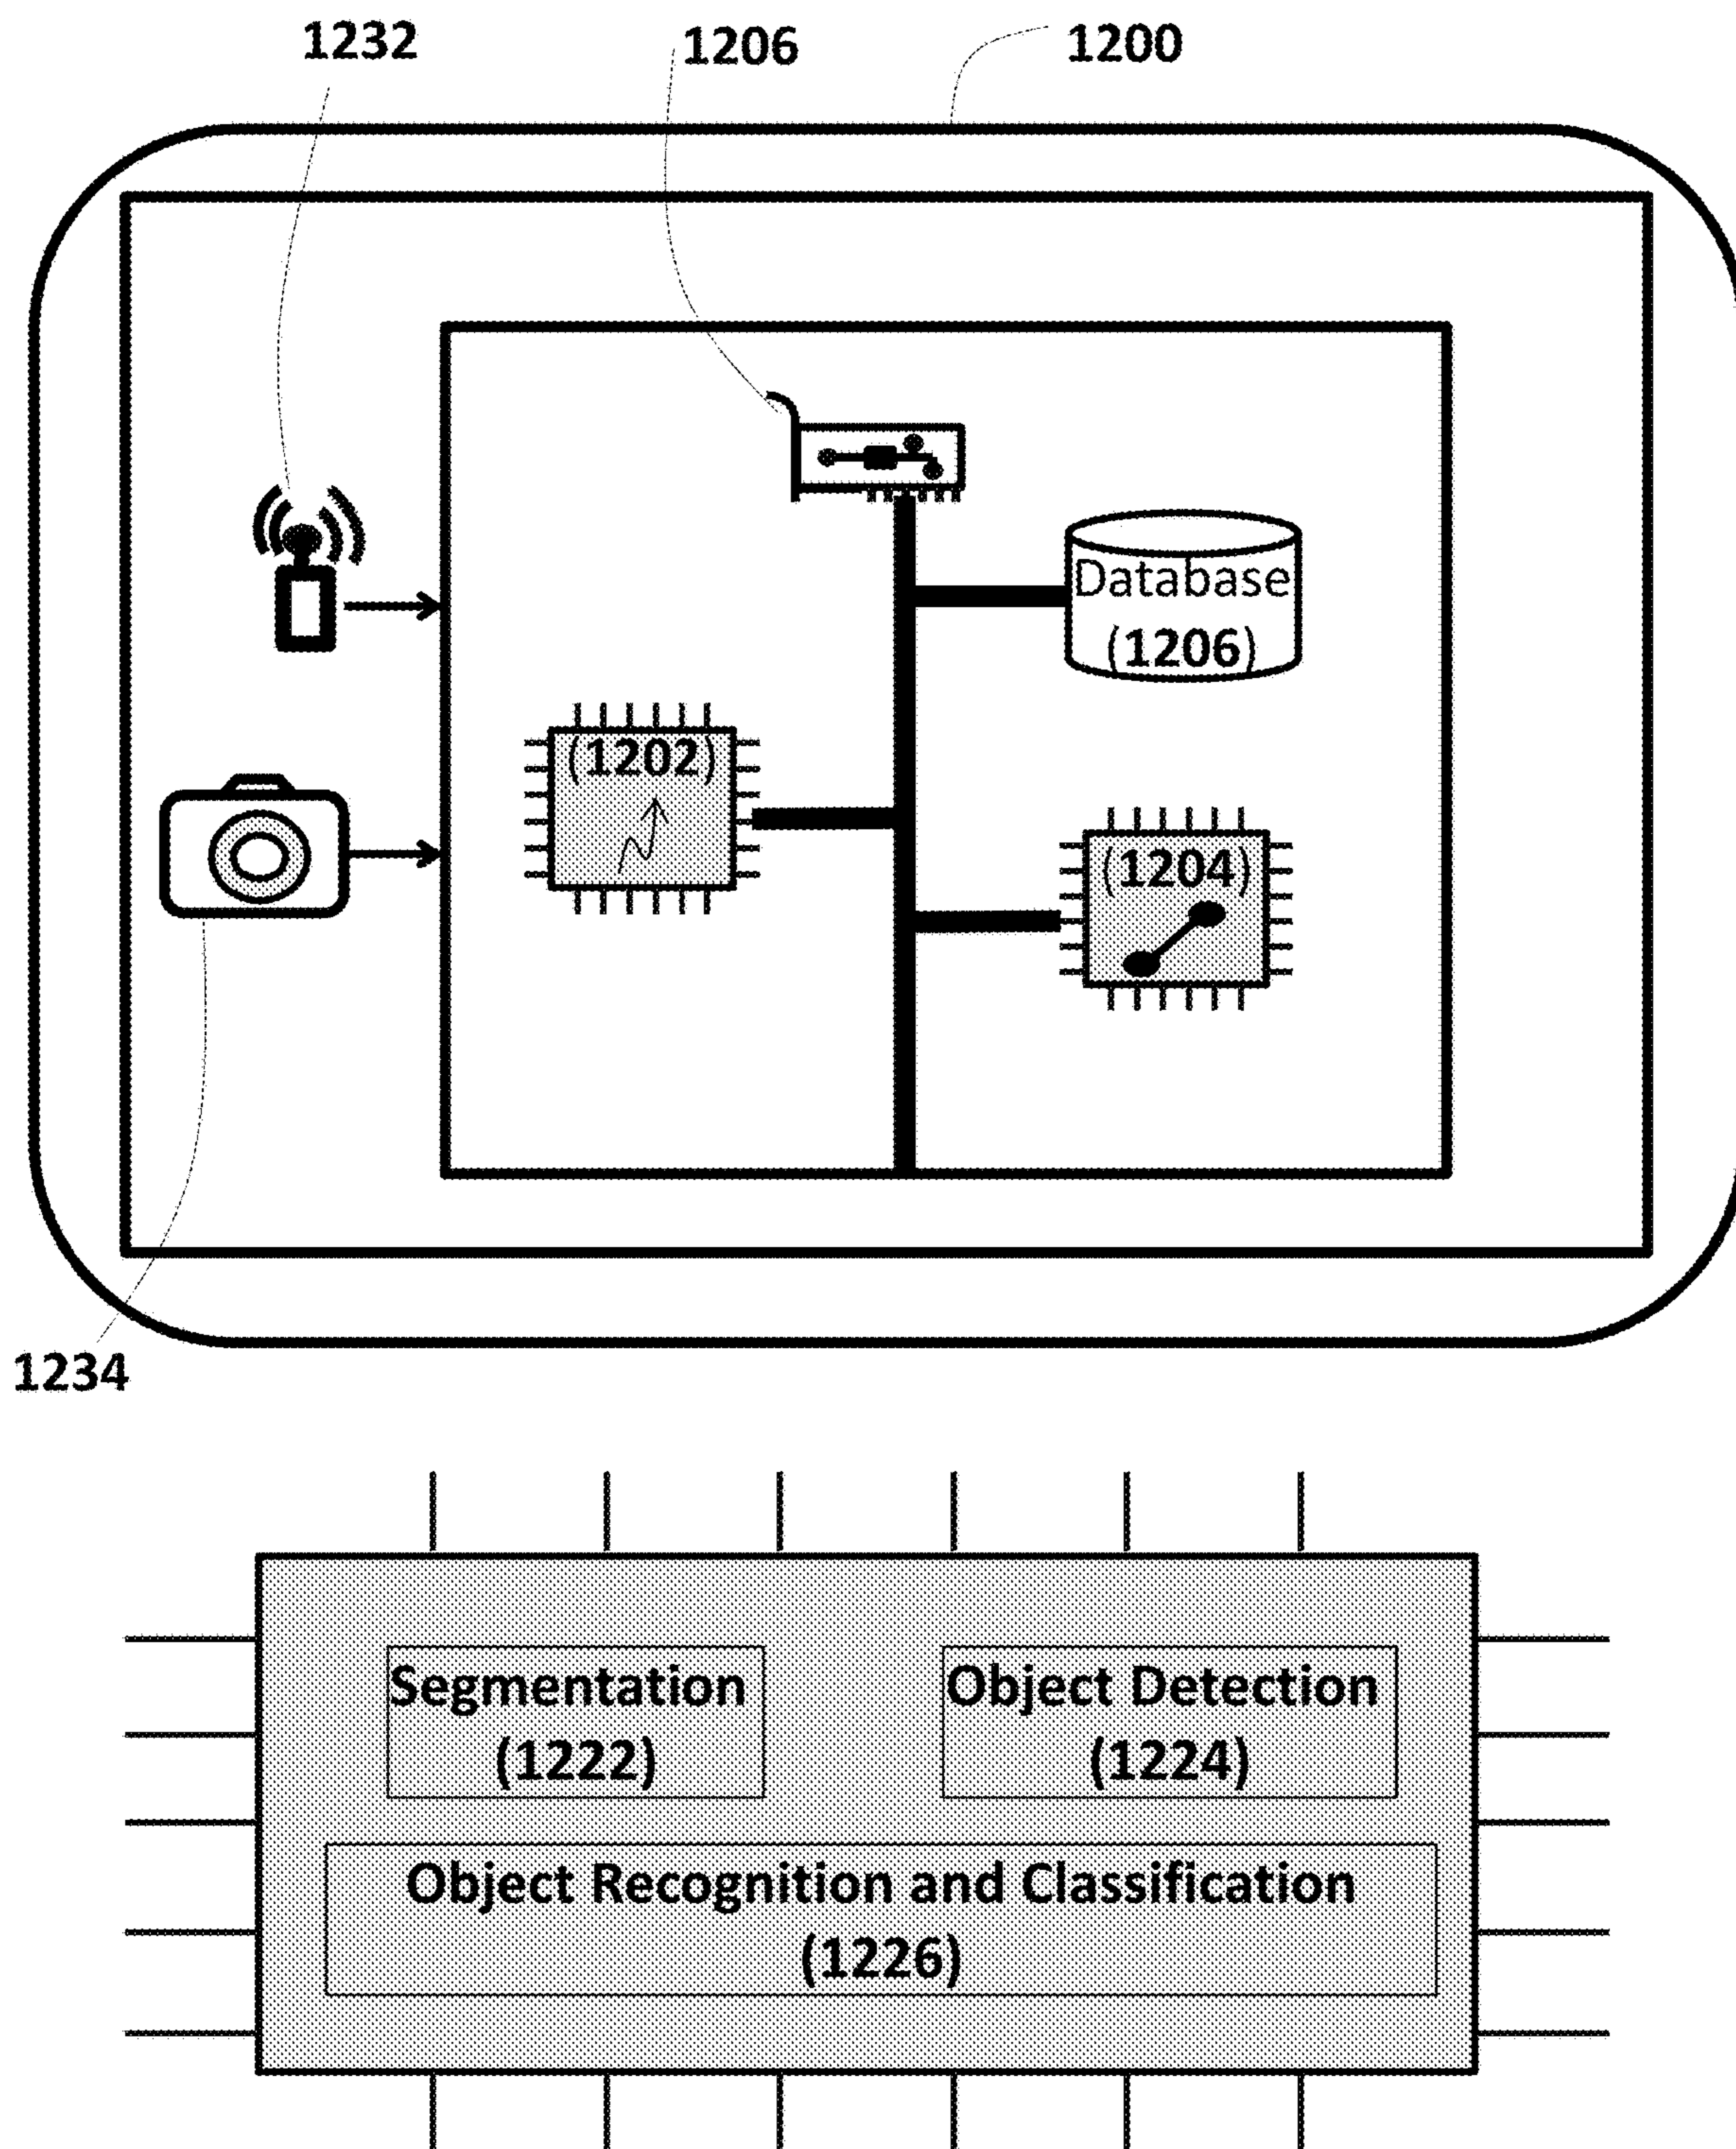 1232
1206
1200
Database
(1206)
(1202)
(1204)
1234
Segmentation
(1222)
Object Detection
(1224)
Object Recognition and Classification
(1226)